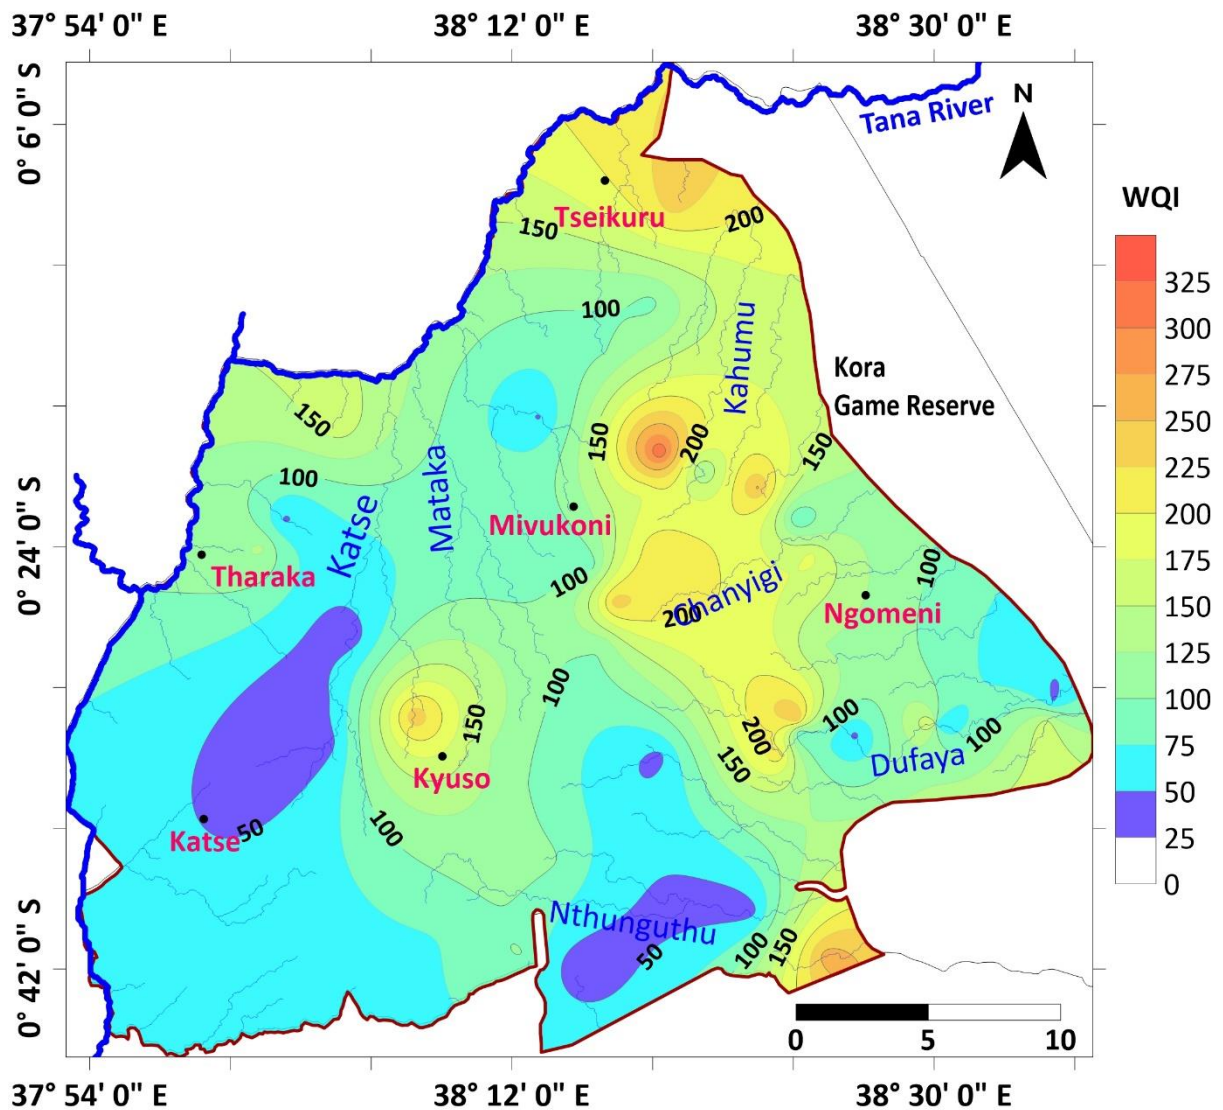 37° 54' 0" E
38° 12' 0" E
38° 30' 0" E
0° 6' 0" S
Tana River
N
WQI
Tseikuru
150
200
325
100
300
Kahumu
Kora
275
Game Reserve
150
250
150
200
150
225
100
Mataka
200
Katse
Mivukoni
0° 24' 0" S
175
Tharaka
100
100
150
Chanyigi
200
Ngomeni
125
100
100
150
100
200
100
75
Kyuso
150
Dufaya
50
100
50
25
Katse
0
Nthunguthu
0° 42' 0" S
50
100
150
0
5
10
37° 54' 0" E
38° 12' 0" E
38° 30' 0" E